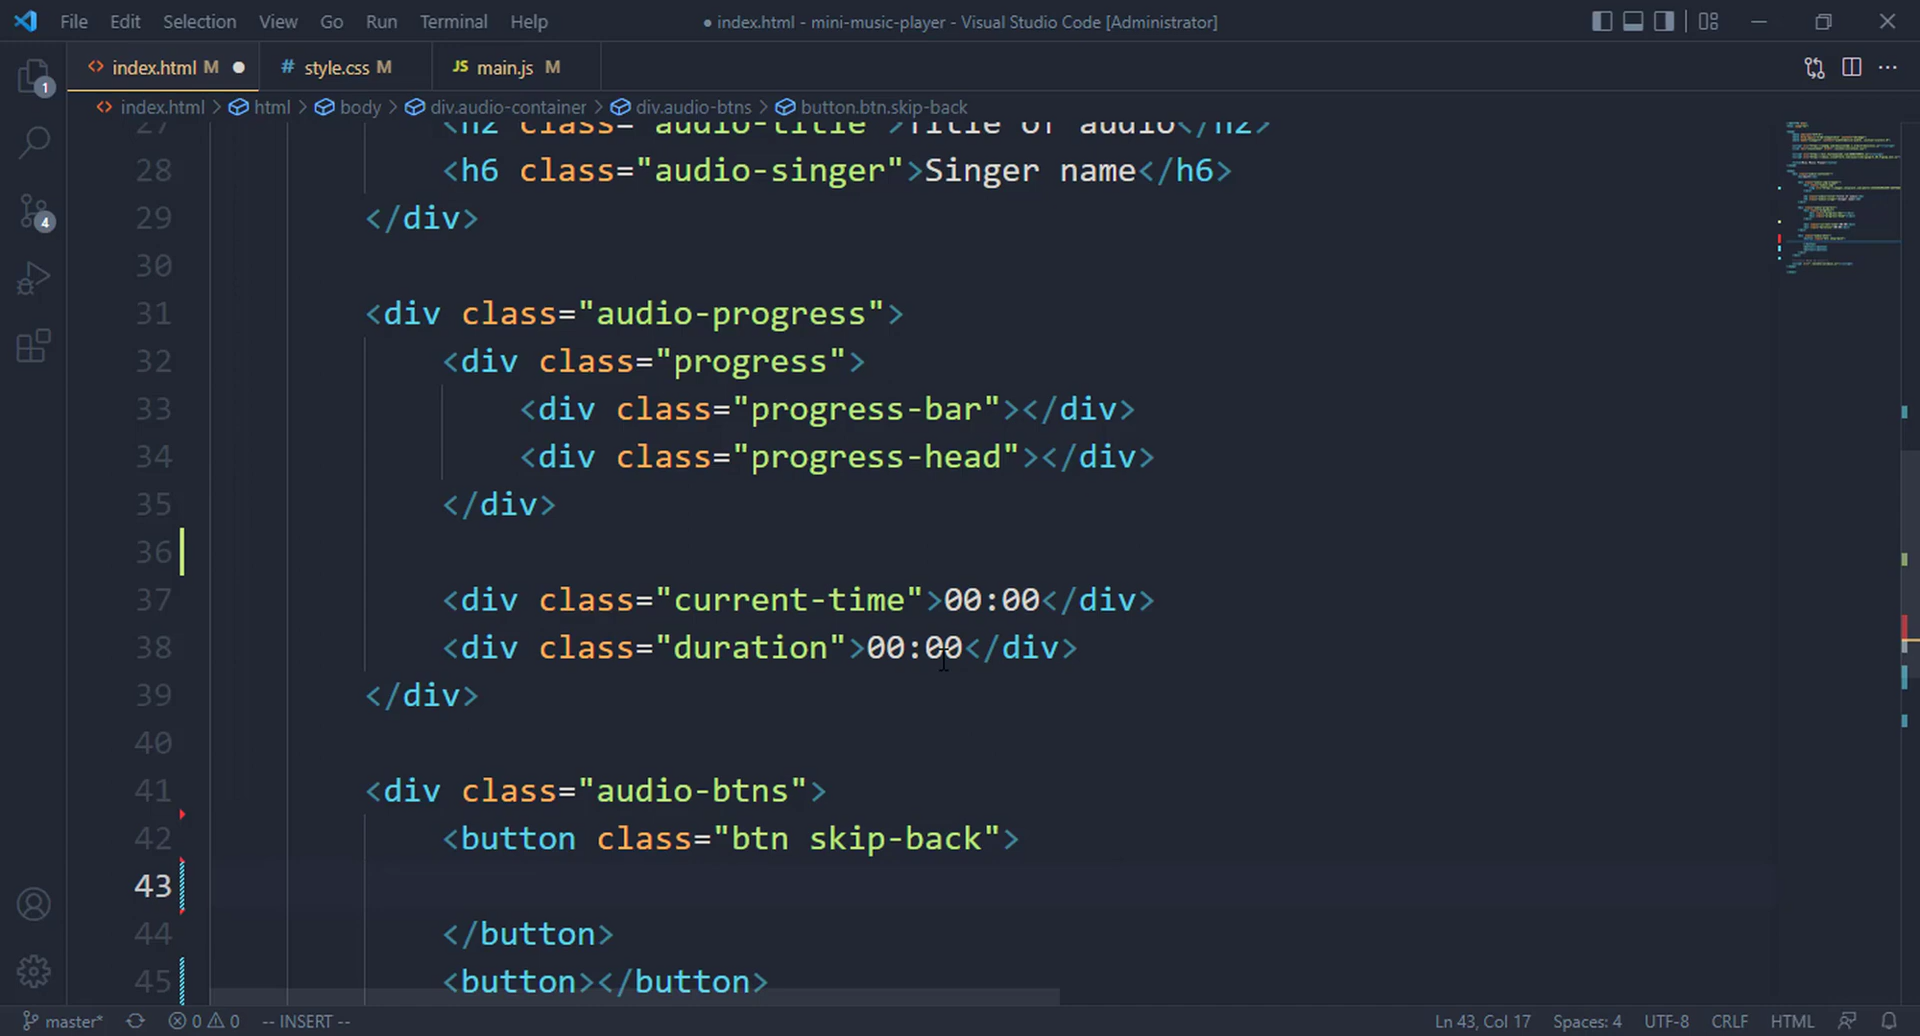 File Edit Selection View Go Run Terminal Help ● index.html - mini-music-player - Visual Studio Code [Administrator]
<> index.html M ● # style.css M JS main.js M
<> index.html > html > body > div.audio-container > div.audio-btns > button.btn.skip-back
1
4
27 <h2 class="audio-title">Title of audio</h2>
28 <h6 class="audio-singer">Singer name</h6>
29 </div>
30
31 <div class="audio-progress">
32 <div class="progress">
33 <div class="progress-bar"></div>
34 <div class="progress-head"></div>
35 </div>
36
37 <div class="current-time">00:00</div>
38 <div class="duration">00:00</div>
39 </div>
40
41 <div class="audio-btns">
42 <button class="btn skip-back">
43
44 </button>
45 <button></button>
master* 0 0 -- INSERT -- Ln 43, Col 17 Spaces: 4 UTF-8 CRLF HTML